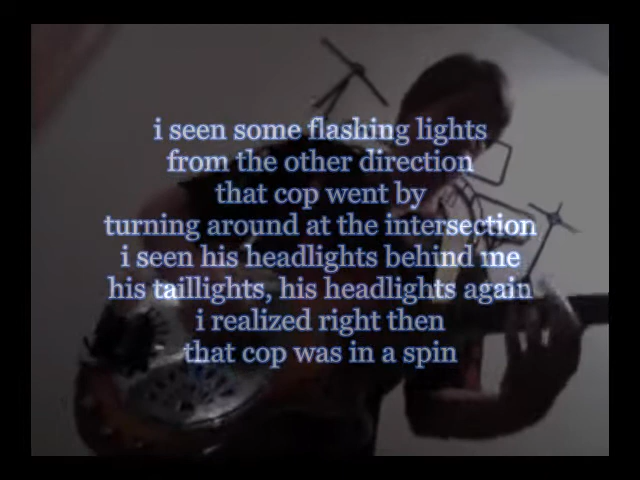 i seen some flashing lights
from the other direction
that cop went by
turning around at the intersection
i seen his headlights behind me
his taillights, his headlights again
i realized right then
that cop was in a spin